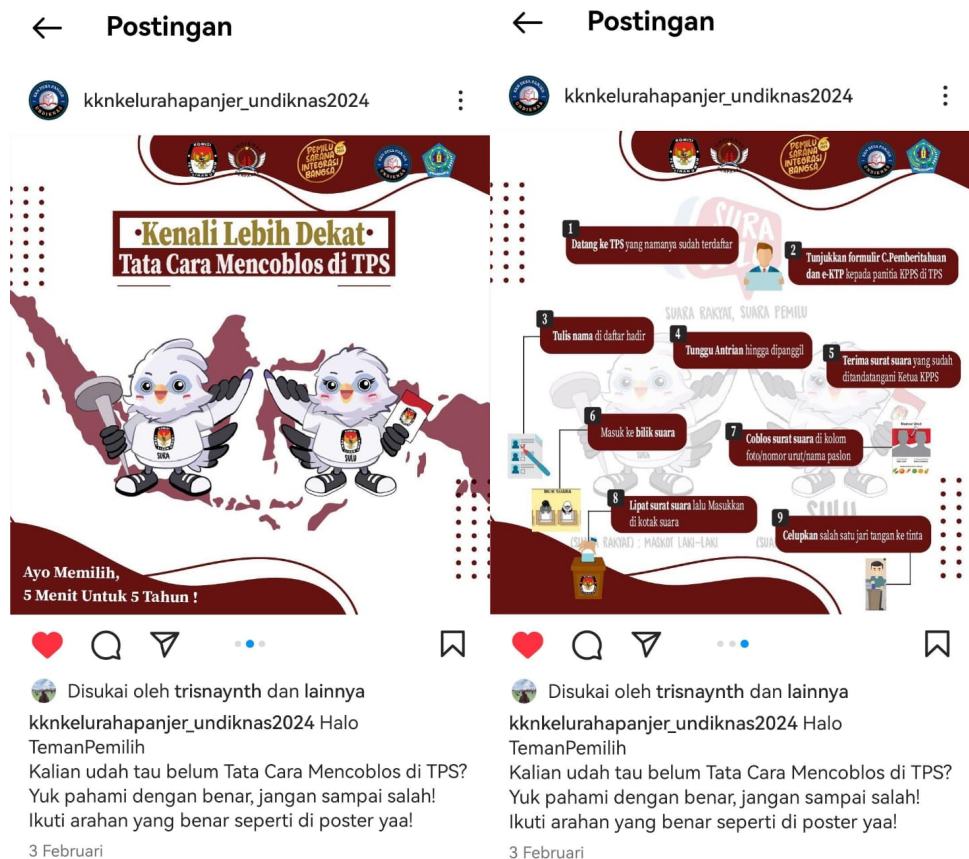 Postingan
kknkelurahapanjer_undiknas2024
PEMILU
SARANA
INTEGRASI
BANGSA
•Kenali Lebih Dekat•
Tata Cara Mencoblos di TPS
SURA
SULU
Ayo Memilih,
5 Menit Untuk 5 Tahun !
Disukai oleh trisnaynth dan lainnya
kknkelurahapanjer_undiknas2024 Halo
TemanPemilih
Kalian udah tau belum Tata Cara Mencoblos di TPS?
Yuk pahami dengan benar, jangan sampai salah!
Ikuti arahan yang benar seperti di poster yaa!
3 Februari
Postingan
kknkelurahapanjer_undiknas2024
PEMILU
SARANA
INTEGRASI
BANGSA
SURA
1
Datang ke TPS yang namanya sudah terdaftar
2
Tunjukkan formulir C.Pemberitahuan
dan e-KTP kepada panitia KPPS di TPS
SUARA RAKYAT, SUARA PEMILU
3
Tulis nama di daftar hadir
4
Tunggu Antrian hingga dipanggil
5
Terima surat suara yang sudah
ditandatangani Ketua KPPS
6
Masuk ke bilik suara
7
Coblos surat suara di kolom
foto/nomor urut/nama paslon
8
Lipat surat suara lalu Masukkan
di kotak suara
SULU
9
Celupkan salah satu jari tangan ke tinta
RAKYAT) : MASKOT LAKI-LAKI
Disukai oleh trisnaynth dan lainnya
kknkelurahapanjer_undiknas2024 Halo
TemanPemilih
Kalian udah tau belum Tata Cara Mencoblos di TPS?
Yuk pahami dengan benar, jangan sampai salah!
Ikuti arahan yang benar seperti di poster yaa!
3 Februari